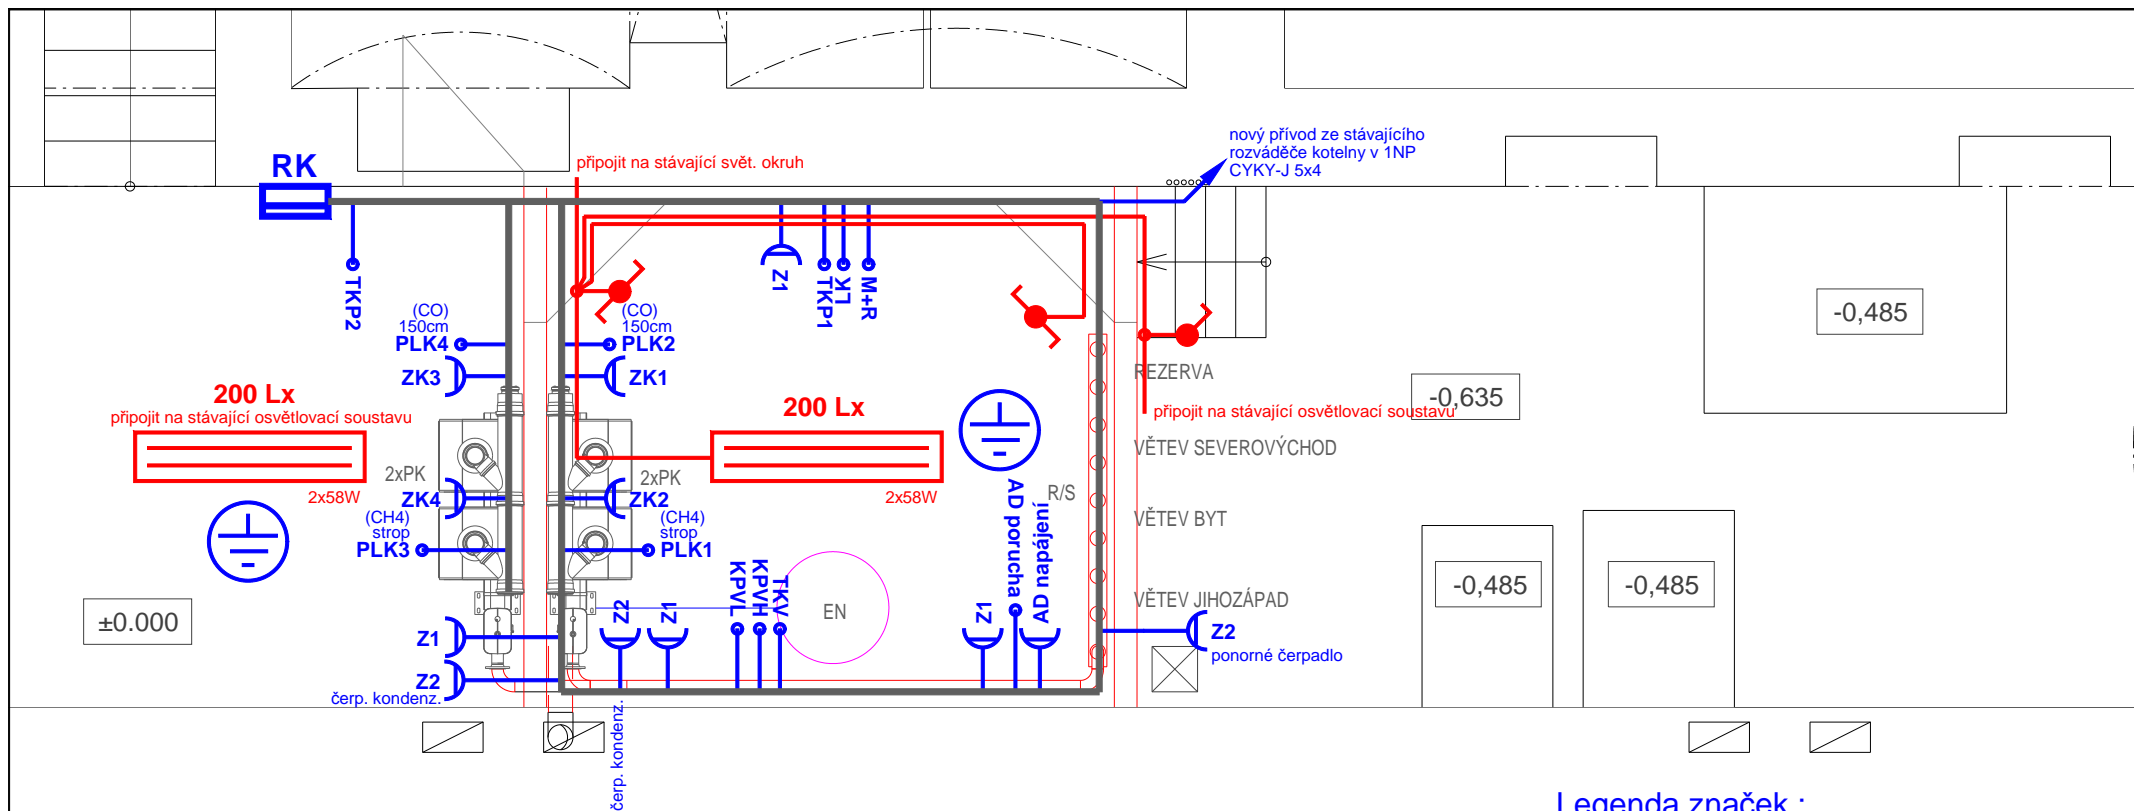 nový přívod ze stávajícího
rozváděče kotelny v 1NP
CYKY-J 5x4
RK
připojit na stávající svět. okruh
TKP2
Z1
TKP1
LK
M+R
(CO)
150cm
PLK4
(CO)
150cm
PLK2
-0,485
ZK3
ZK1
REZERVA
200 Lx
připojit na stávající osvětlovací soustavu
200 Lx
-0,635
připojit na stávající osvětlovací soustavu
VĚTEV SEVEROVÝCHOD
2xPK
2xPK
2x58W
2x58W
ZK4
ZK2
R/S
AD porucha
AD napájení
(CH4)
strop
PLK3
(CH4)
strop
PLK1
VĚTEV BYT
KPVL
KPVH
TKV
EN
-0,485
-0,485
VĚTEV JIHOZÁPAD
±0.000
Z1
Z2
Z1
Z1
Z2
ponorné čerpadlo
Z2
čerp. kondenz.
čerp. kondenz.
Legenda značek :